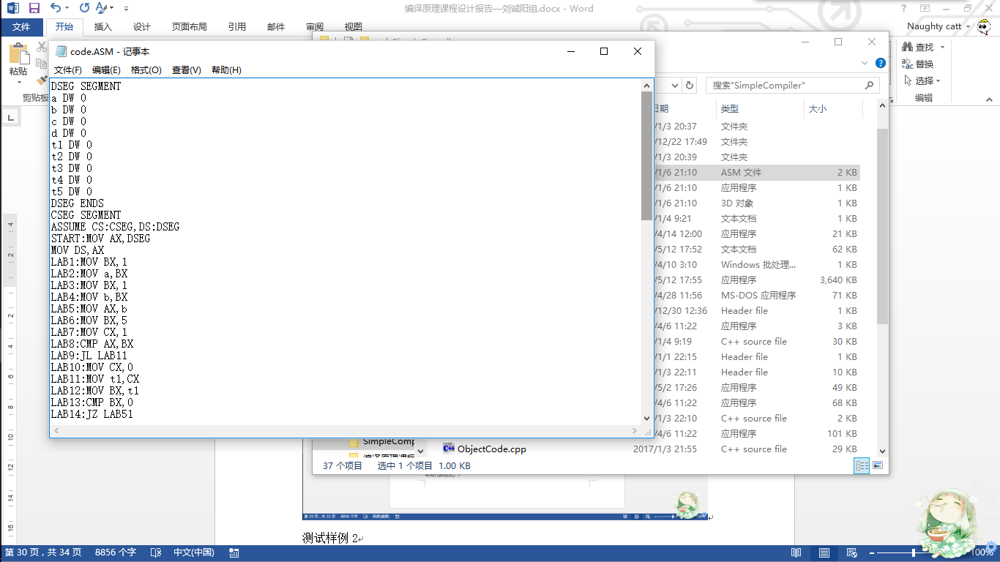 编译原理课程设计报告—刘诚阳组.docx - Word
文件
开始
插入
设计
页面布局
引用
邮件
审阅
视图
Naughty catt
粘贴
剪贴板
查找
替换
选择
编辑
code.ASM - 记事本
文件(F) 编辑(E) 格式(O) 查看(V) 帮助(H)
DSEG SEGMENT
a DW 0
b DW 0
c DW 0
d DW 0
t1 DW 0
t2 DW 0
t3 DW 0
t4 DW 0
t5 DW 0
DSEG ENDS
CSEG SEGMENT
ASSUME CS:CSEG,DS:DSEG
START:MOV AX,DSEG
MOV DS,AX
LAB1:MOV BX,1
LAB2:MOV a,BX
LAB3:MOV BX,1
LAB4:MOV b,BX
LAB5:MOV AX,b
LAB6:MOV BX,5
LAB7:MOV CX,1
LAB8:CMP AX,BX
LAB9:JL LAB11
LAB10:MOV CX,0
LAB11:MOV t1,CX
LAB12:MOV BX,t1
LAB13:CMP BX,0
LAB14:JZ LAB51
搜索"SimpleCompiler"
日期 类型 大小
/1/3 20:37 文件夹
/12/22 17:49 文件夹
/1/3 20:39 文件夹
/1/6 21:10 ASM 文件 2 KB
/1/6 21:10 应用程序 1 KB
/1/6 21:10 3D 对象 1 KB
/1/4 9:21 文本文档 1 KB
/4/14 12:00 应用程序 21 KB
/5/12 17:52 文本文档 62 KB
/4/10 3:10 Windows 批处理... 1 KB
/5/12 17:55 应用程序 3,640 KB
/4/28 11:56 MS-DOS 应用程序 71 KB
/12/30 12:36 Header file 1 KB
/4/6 11:22 应用程序 3 KB
/1/4 9:19 C++ source file 30 KB
/1/1 22:15 Header file 1 KB
/1/3 22:11 Header file 10 KB
/5/2 17:26 应用程序 49 KB
/4/6 11:22 应用程序 68 KB
/1/3 22:10 C++ source file 2 KB
/4/6 11:22 应用程序 101 KB
SimpleComp ObjectCode.cpp 2017/1/3 21:55 C++ source file 29 KB
37 个项目 选中 1 个项目 1.00 KB
测试样例 2
第 30 页，共 34 页 8856 个字 中文(中国) 100%